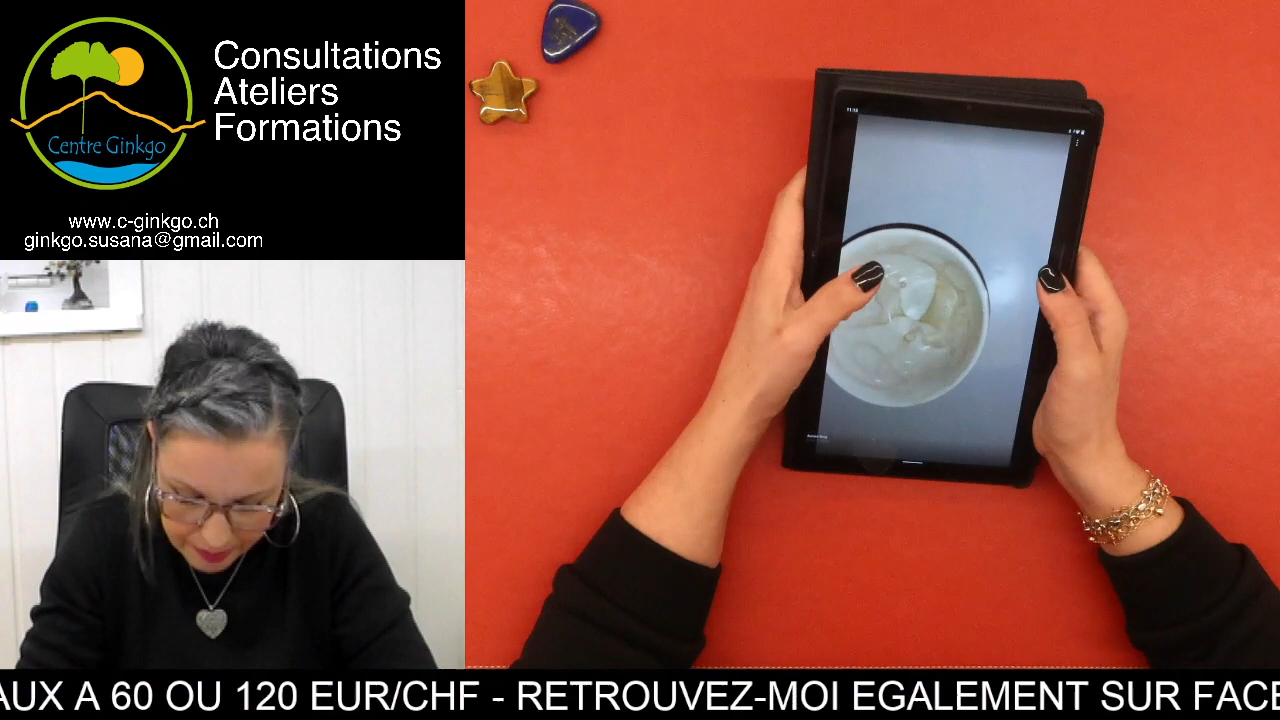 Consultations
Ateliers
Formations
Centre Ginkgo
www.c-ginkgo.ch
ginkgo.susana@gmail.com
AUX A 60 OU 120 EUR/CHF - RETROUVEZ-MOI EGALEMENT SUR FACE